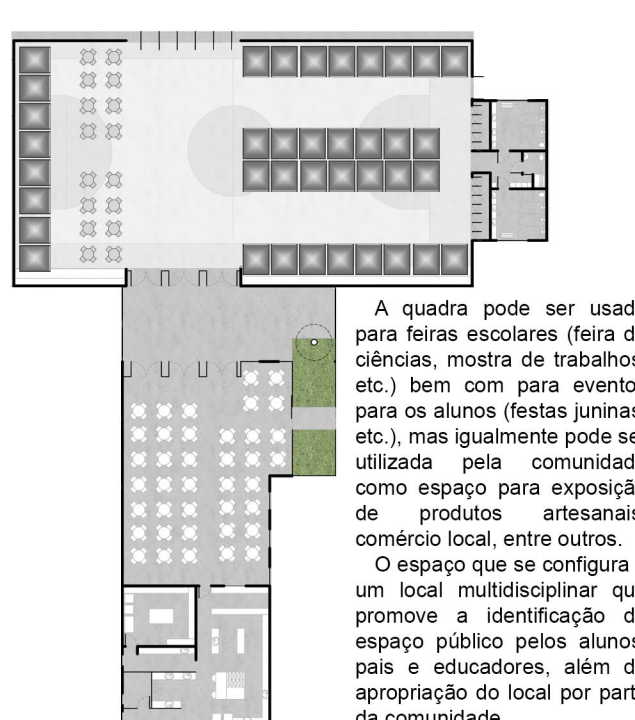 A quadra pode ser usad
para feiras escolares (feira d
ciências, mostra de trabalhos
etc.) bem com para evento
para os alunos (festas juninas
etc.), mas igualmente pode se
utilizada pela comunidad
como espaço para exposiçã
de produtos artesanais
comércio local, entre outros.
O espaço que se configura
um local multidisciplinar qu
promove a identificação d
espaço público pelos alunos
pais e educadores, além d
apropriação do local por part
da comunidade